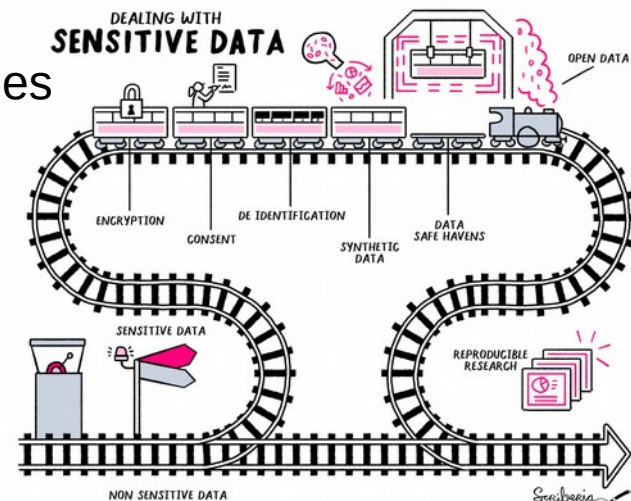 DEALING WITH
SENSITIVE DATA
es
OPEN DATA
ENCRYPTION
CONSENT
DE IDENTIFICATION
SYNTHETIC
DATA
DATA
SAFE HAVENS
SENSITIVE DATA
REPRODUCIBLE
RESEARCH
NON SENSITIVE DATA
Scriberia